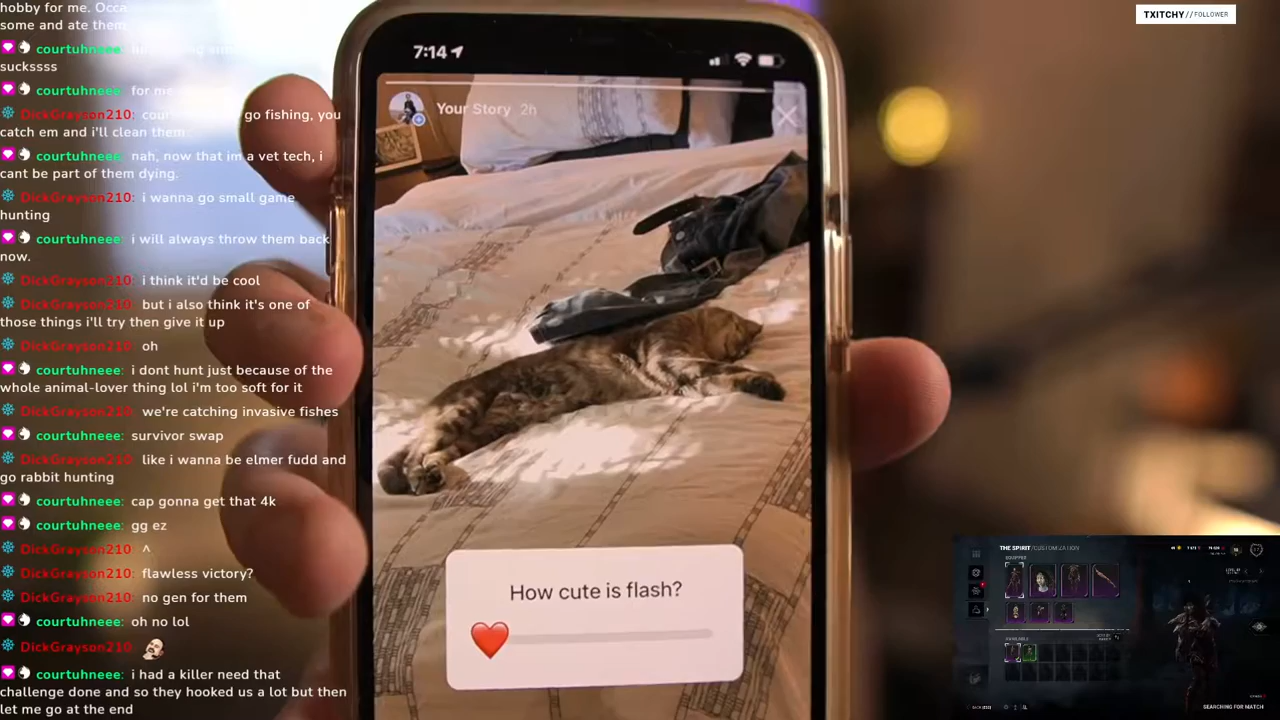 hobby for me. Occa
some and ate them
courtuhneee:
suckssss
courtuhneee: for me
DickGrayson210: go fishing, you
catch em and i'll clean them
courtuhneee: nah, now that im a vet tech, i
cant be part of them dying.
DickGrayson210: i wanna go small game
hunting
courtuhneee: i will always throw them back
now.
DickGrayson210: i think it'd be cool
DickGrayson210: but i also think it's one of
those things i'll try then give it up
DickGrayson210: oh
courtuhneee: i dont hunt just because of the
whole animal-lover thing lol i'm too soft for it
DickGrayson210: we're catching invasive fishes
courtuhneee: survivor swap
DickGrayson210: like i wanna be elmer fudd and
go rabbit hunting
courtuhneee: cap gonna get that 4k
courtuhneee: gg ez
DickGrayson210: ^
DickGrayson210: flawless victory?
DickGrayson210: no gen for them
courtuhneee: oh no lol
DickGrayson210:
courtuhneee: i had a killer need that
challenge done and so they hooked us a lot but then
let me go at the end
7:14
Your Story 2h
How cute is flash?
TXITCHY // FOLLOWER
THE SPIRIT / CUSTOMIZATION
EQUIPPED
SEARCHING FOR MATCH